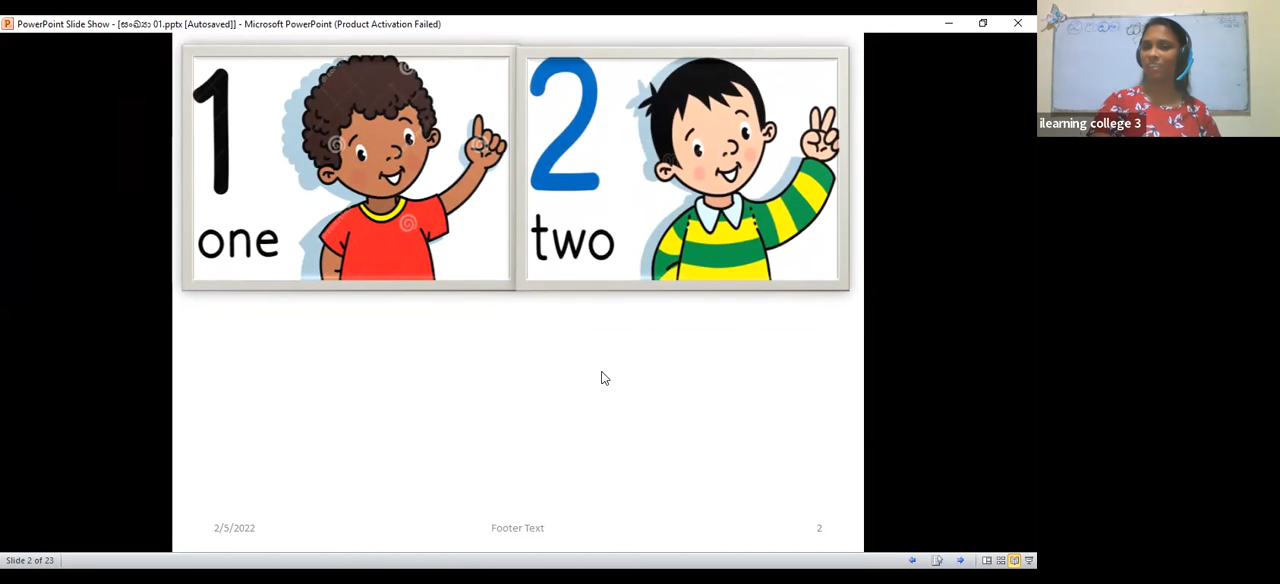 PowerPoint Slide Show - [සංඛ්‍යා 01.pptx [Autosaved]] - Microsoft PowerPoint (Product Activation Failed)
1
one
2
two
ilearning college 3
2/5/2022
Footer Text
2
Slide 2 of 23